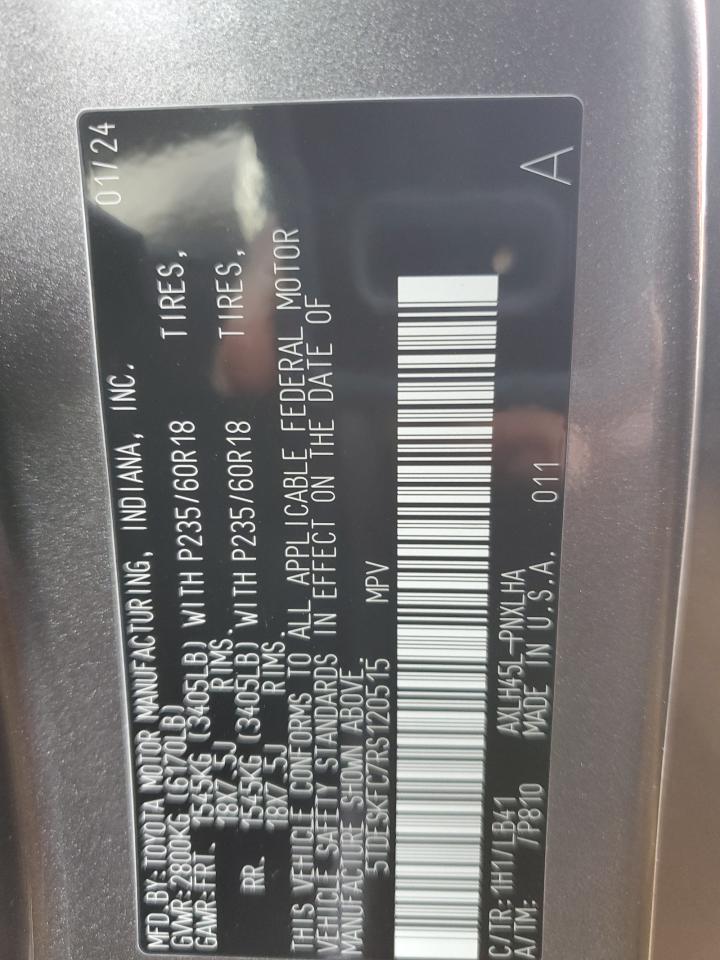 MFD.BY:TOYOTA MOTOR MANUFACTURING, INDIANA, INC. 01/24
GVWR:2800KG (6170LB)
GAWR:FRT. 1545KG (3405LB) WITH P235/60R18 TIRES,
18X7.5J RIMS.
RR. 1545KG (3405LB) WITH P235/60R18 TIRES,
18X7.5J RIMS.
THIS VEHICLE CONFORMS TO ALL APPLICABLE FEDERAL MOTOR
VEHICLE SAFETY STANDARDS IN EFFECT ON THE DATE OF
MANUFACTURE SHOWN ABOVE.
5TDESKFC7RS120515 MPV
C/TR:1H1/LB41 AXLH45L-PNXLHA
A/TM: /P810 MADE IN U.S.A. 011 A